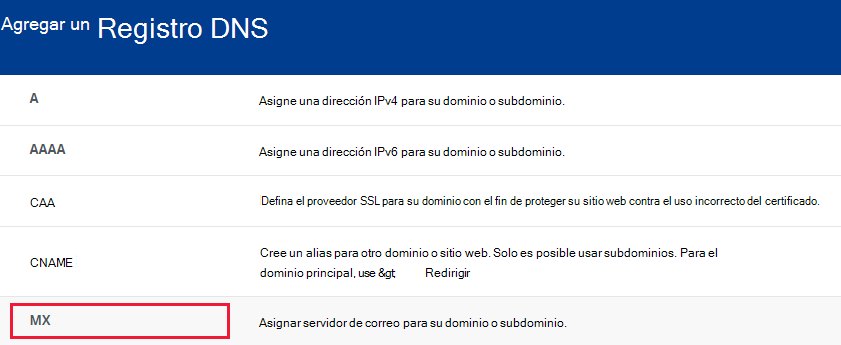 Agregar un Registro DNS
A Asigne una dirección IPv4 para su dominio o subdominio.
AAAA Asigne una dirección IPv6 para su dominio o subdominio.
CAA Defina el proveedor SSL para su dominio con el fin de proteger su sitio web contra el uso incorrecto del certificado.
CNAME Cree un alias para otro dominio o sitio web. Solo es posible usar subdominios. Para el
dominio principal, use &gt; Redirigir
MX Asignar servidor de correo para su dominio o subdominio.